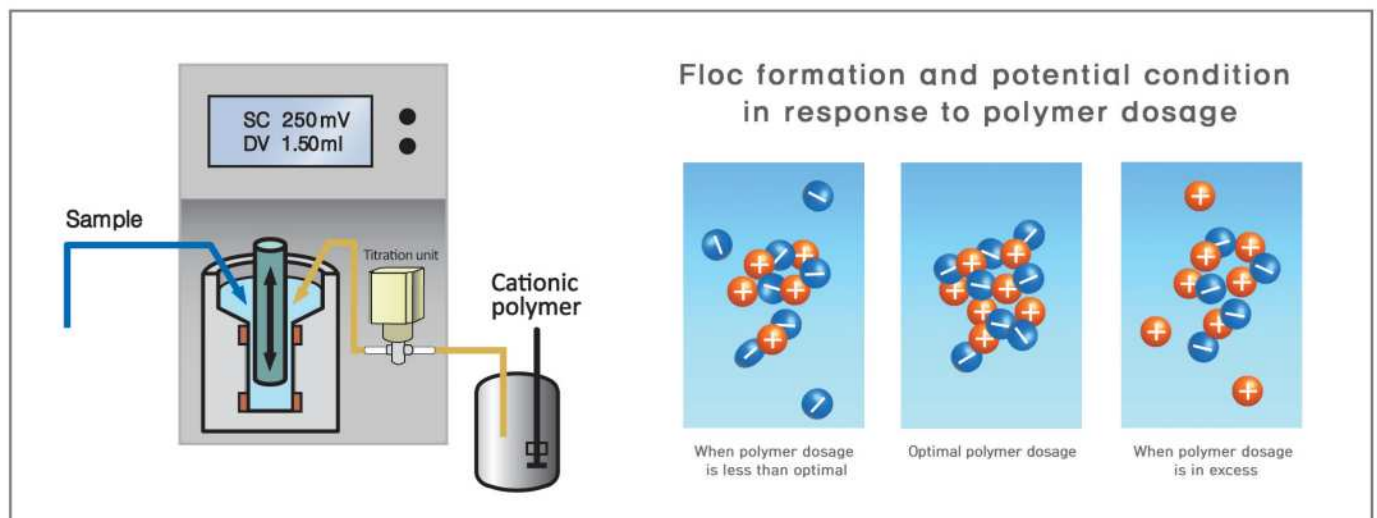 SC 250mV
DV 1.50ml
Sample
Titration unit
Cationic
polymer
Floc formation and potential condition
in response to polymer dosage
When polymer dosage
is less than optimal
Optimal polymer dosage
When polymer dosage
is in excess